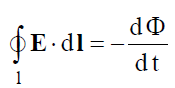 ∮₁ E · dl = − dΦ/dt